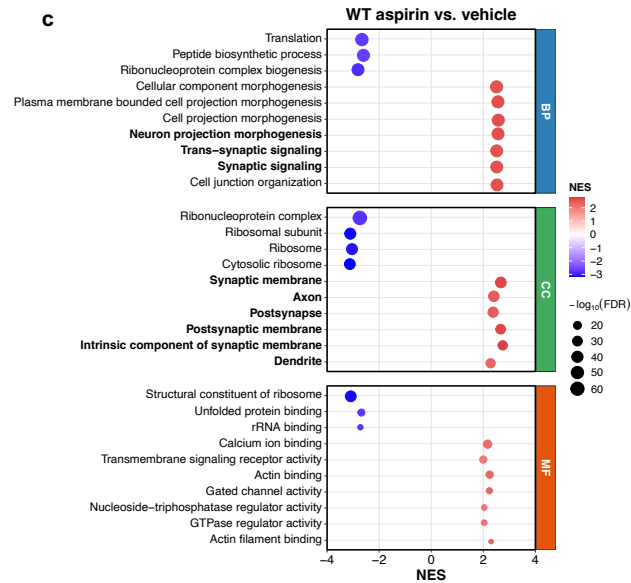 c
WT aspirin vs. vehicle
Translation
Peptide biosynthetic process
Ribonucleoprotein complex biogenesis
Cellular component morphogenesis
Plasma membrane bounded cell projection morphogenesis
Cell projection morphogenesis
Neuron projection morphogenesis
Trans−synaptic signaling
Synaptic signaling
Cell junction organization
BP
Ribonucleoprotein complex
Ribosomal subunit
Ribosome
Cytosolic ribosome
Synaptic membrane
Axon
Postsynapse
Postsynaptic membrane
Intrinsic component of synaptic membrane
Dendrite
CC
Structural constituent of ribosome
Unfolded protein binding
rRNA binding
Calcium ion binding
Transmembrane signaling receptor activity
Actin binding
Gated channel activity
Nucleoside−triphosphatase regulator activity
GTPase regulator activity
Actin filament binding
MF
−4 −2 0 2 4
NES
NES
2
1
0
−1
−2
−3
−log₁₀(FDR)
20
30
40
50
60